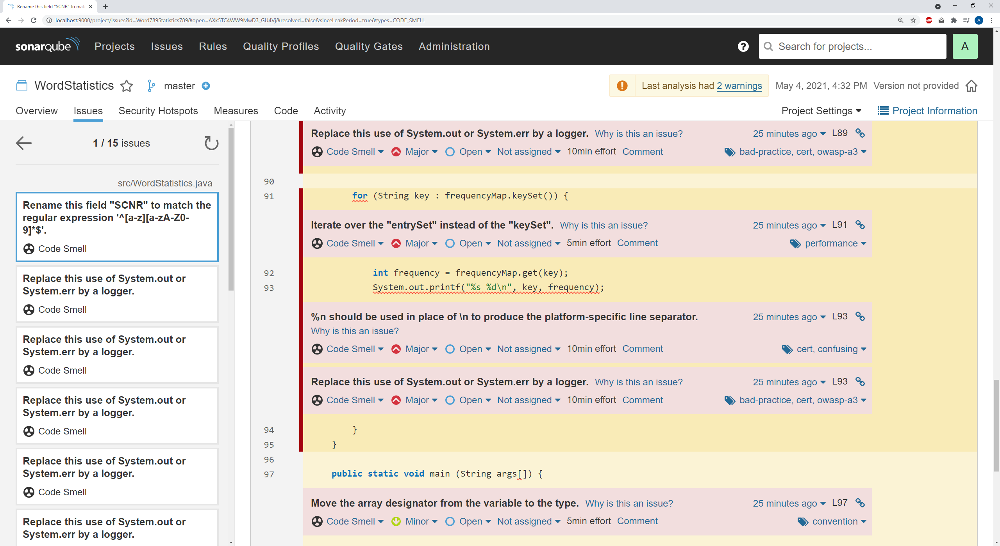 Rename this field "SCNR" to mat
localhost:9000/project/issues?id=Word789Statistics789&open=AXk5TC4WW9MwD3_GU4Vj&resolved=false&sinceLeakPeriod=true&types=CODE_SMELL
ABP
A
sonarqube
Projects Issues Rules Quality Profiles Quality Gates Administration
Search for projects...
A
WordStatistics master
Last analysis had 2 warnings May 4, 2021, 4:32 PM Version not provided
Overview Issues Security Hotspots Measures Code Activity
Project Settings Project Information
1 / 15 issues
src/WordStatistics.java
Rename this field "SCNR" to match the
regular expression '^[a-z][a-zA-Z0-
9]*$'.
Code Smell
Replace this use of System.out or
System.err by a logger.
Code Smell
Replace this use of System.out or
System.err by a logger.
Code Smell
Replace this use of System.out or
System.err by a logger.
Code Smell
Replace this use of System.out or
System.err by a logger.
Code Smell
Replace this use of System.out or
System.err by a logger.
Replace this use of System.out or System.err by a logger. Why is this an issue? 25 minutes ago L89
Code Smell Major Open Not assigned 10min effort Comment bad-practice, cert, owasp-a3
90
91 for (String key : frequencyMap.keySet()) {
Iterate over the "entrySet" instead of the "keySet". Why is this an issue? 25 minutes ago L91
Code Smell Major Open Not assigned 5min effort Comment performance
92 int frequency = frequencyMap.get(key);
93 System.out.printf("%s %d\n", key, frequency);
%n should be used in place of \n to produce the platform-specific line separator. 25 minutes ago L93
Why is this an issue?
Code Smell Major Open Not assigned 10min effort Comment cert, confusing
Replace this use of System.out or System.err by a logger. Why is this an issue? 25 minutes ago L93
Code Smell Major Open Not assigned 10min effort Comment bad-practice, cert, owasp-a3
94 }
95 }
96
97 public static void main (String args[]) {
Move the array designator from the variable to the type. Why is this an issue? 25 minutes ago L97
Code Smell Minor Open Not assigned 5min effort Comment convention